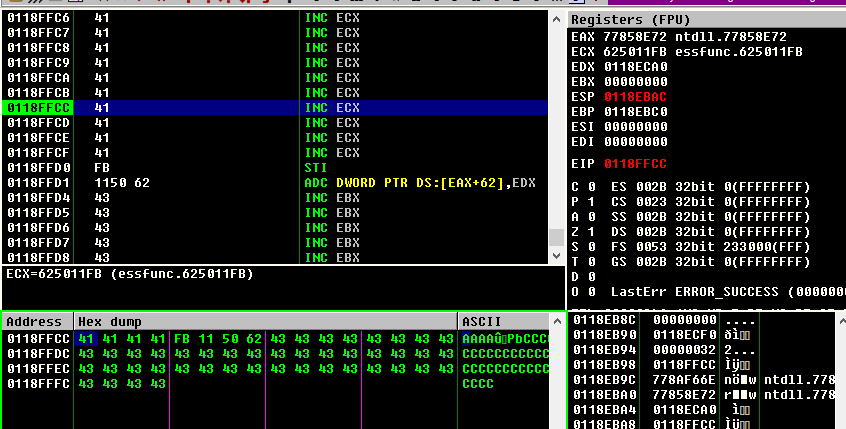 0118FFC6 41 INC ECX
0118FFC7 41 INC ECX
0118FFC8 41 INC ECX
0118FFC9 41 INC ECX
0118FFCA 41 INC ECX
0118FFCB 41 INC ECX
0118FFCC 41 INC ECX
0118FFCD 41 INC ECX
0118FFCE 41 INC ECX
0118FFCF 41 INC ECX
0118FFD0 FB STI
0118FFD1 1150 62 ADC DWORD PTR DS:[EAX+62],EDX
0118FFD4 43 INC EBX
0118FFD5 43 INC EBX
0118FFD6 43 INC EBX
0118FFD7 43 INC EBX
0118FFD8 43 INC EBX
ECX=625011FB (essfunc.625011FB)
Registers (FPU)
EAX 77858E72 ntdll.77858E72
ECX 625011FB essfunc.625011FB
EDX 0118ECA0
EBX 00000000
ESP 0118EBAC
EBP 0118EBC0
ESI 00000000
EDI 00000000
EIP 0118FFCC
C 0 ES 002B 32bit 0(FFFFFFFF)
P 1 CS 0023 32bit 0(FFFFFFFF)
A 0 SS 002B 32bit 0(FFFFFFFF)
Z 1 DS 002B 32bit 0(FFFFFFFF)
S 0 FS 0053 32bit 233000(FFF)
T 0 GS 002B 32bit 0(FFFFFFFF)
D 0
O 0 LastErr ERROR_SUCCESS (0000000
Address Hex dump ASCII
0118FFCC 41 41 41 41 FB 11 50 62 43 43 43 43 43 43 43 43 AAAAû Pb CCC
0118FFDC 43 43 43 43 43 43 43 43 43 43 43 43 43 43 43 43 CCCCCCCCCCCC
0118FFEC 43 43 43 43 43 43 43 43 43 43 43 43 43 43 43 43 CCCCCCCCCCCC
0118FFFC 43 43 43 43 CCCC
0118EB8C 00000000 ....
0118EB90 0118ECF0 ðì
0118EB94 00000032 2...
0118EB98 0118FFCC Ìÿ
0118EB9C 778AF66E nö w ntdll.778
0118EBA0 77858E72 r w ntdll.778
0118EBA4 0118ECA0 ì
0118EBA8 0118FFCC Ìÿ